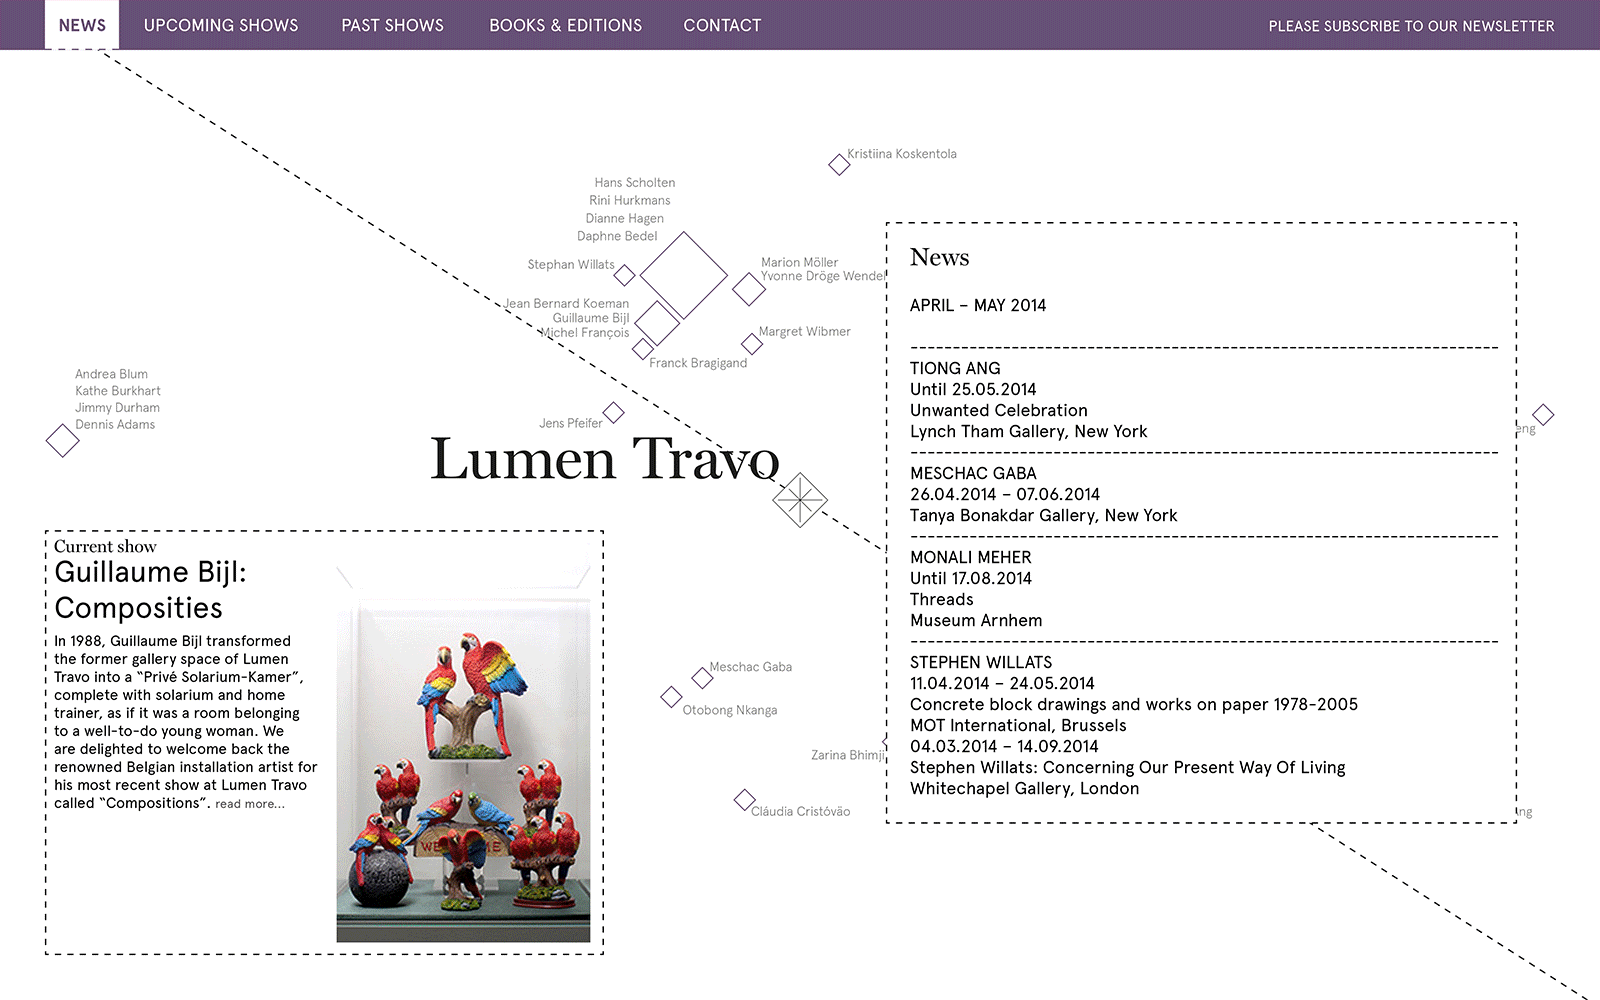 NEWS
UPCOMING SHOWS
PAST SHOWS
BOOKS & EDITIONS
CONTACT
PLEASE SUBSCRIBE TO OUR NEWSLETTER
Kristiina Koskentola
Hans Scholten
Rini Hurkmans
Dianne Hagen
Daphne Bedel
Stephan Willats
Marion Möller
Yvonne Dröge Wendel
Jean Bernard Koeman
Guillaume Bijl
Michel François
Margret Wibmer
Franck Bragigand
Andrea Blum
Kathe Burkhart
Jimmy Durham
Dennis Adams
Jens Pfeifer
Lumen Travo
Current show
Guillaume Bijl:
Composities
In 1988, Guillaume Bijl transformed
the former gallery space of Lumen
Travo into a “Privé Solarium-Kamer”,
complete with solarium and home
trainer, as if it was a room belonging
to a well-to-do young woman. We
are delighted to welcome back the
renowned Belgian installation artist for
his most recent show at Lumen Travo
called “Compositions”. read more...
Meschac Gaba
Otobong Nkanga
Zarina Bhimji
Cláudia Cristóvão
News
APRIL – MAY 2014
TIONG ANG
Until 25.05.2014
Unwanted Celebration
Lynch Tham Gallery, New York
MESCHAC GABA
26.04.2014 – 07.06.2014
Tanya Bonakdar Gallery, New York
MONALI MEHER
Until 17.08.2014
Threads
Museum Arnhem
STEPHEN WILLATS
11.04.2014 – 24.05.2014
Concrete block drawings and works on paper 1978-2005
MOT International, Brussels
04.03.2014 – 14.09.2014
Stephen Willats: Concerning Our Present Way Of Living
Whitechapel Gallery, London